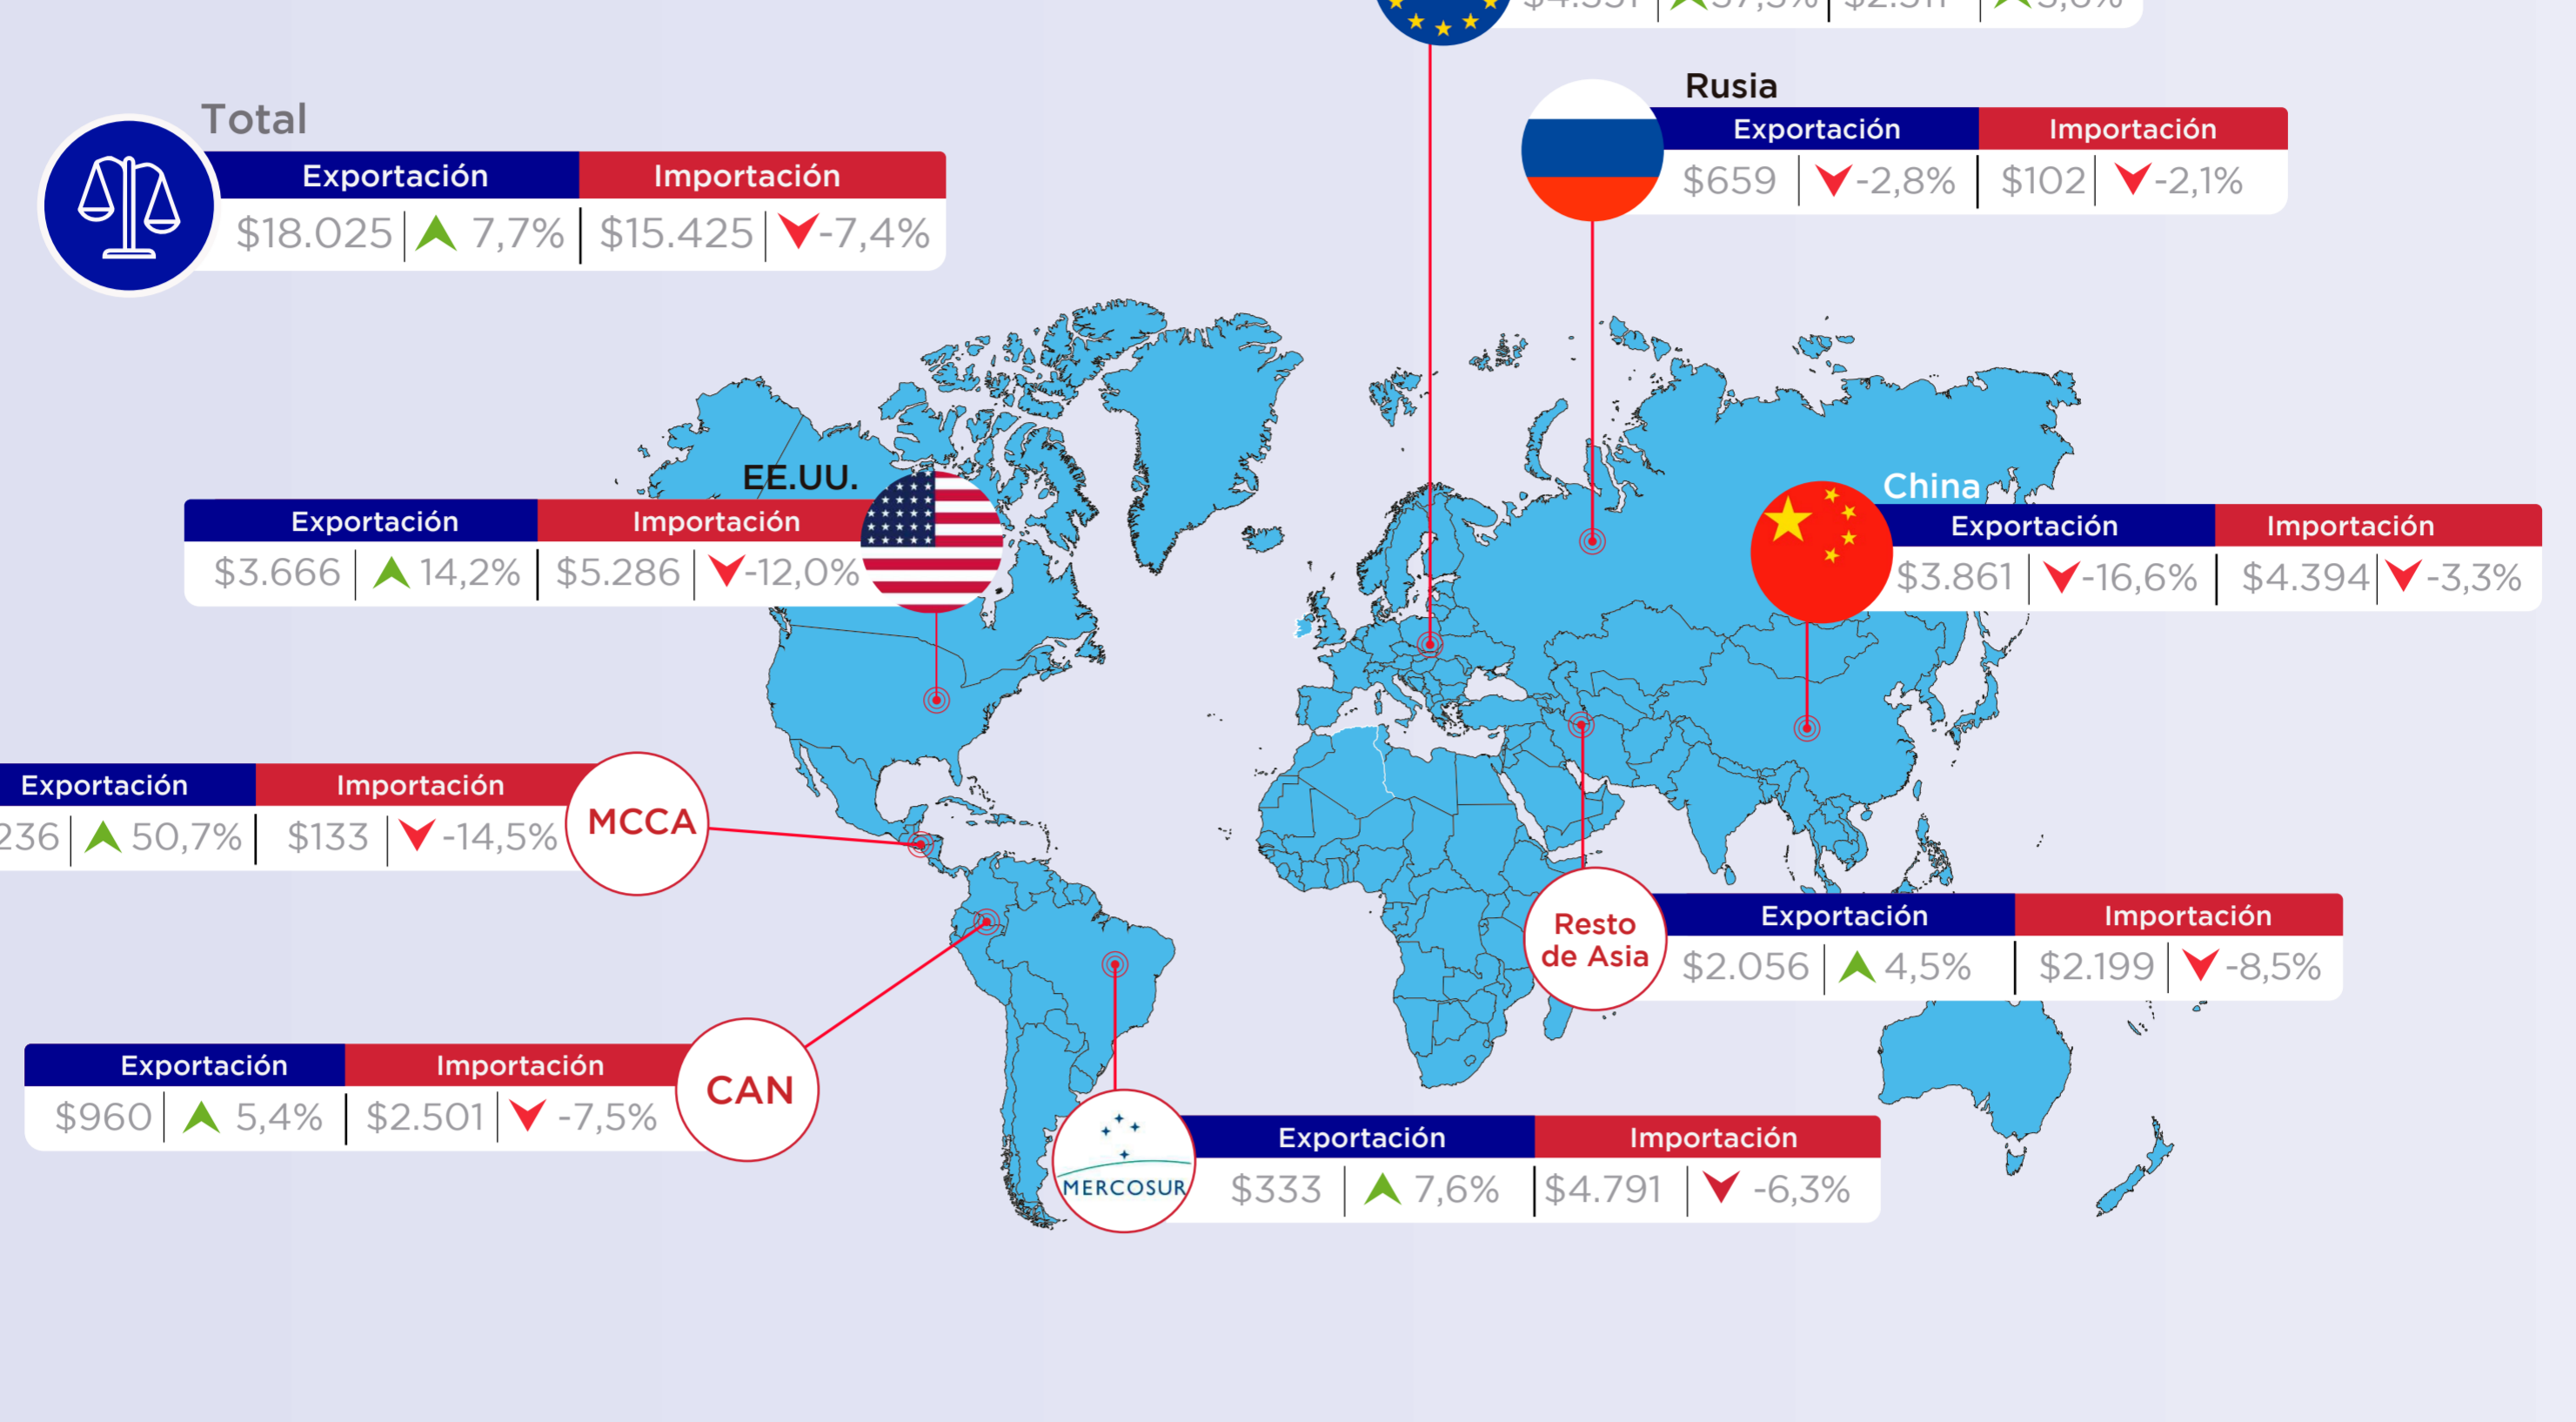 Total
Exportación Importación
$18.025 7,7% $15.425 -7,4%
Rusia
Exportación Importación
$659 -2,8% $102 -2,1%
EE.UU.
Exportación Importación
$3.666 14,2% $5.286 -12,0%
China
Exportación Importación
$3.861 -16,6% $4.394 -3,3%
Exportación Importación
236 50,7% $133 -14,5%
MCCA
Resto
de Asia
Exportación Importación
$2.056 4,5% $2.199 -8,5%
Exportación Importación
$960 5,4% $2.501 -7,5%
CAN
MERCOSUR
Exportación Importación
$333 7,6% $4.791 -6,3%